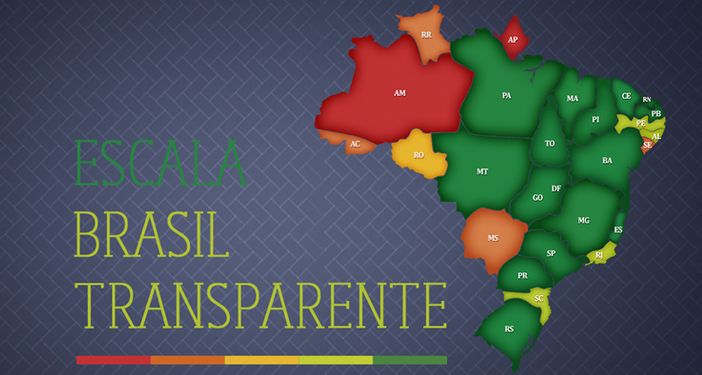 ESCALA
BRASIL
TRANSPARENTE
RR
AP
AM
PA
MA
CE
RN
PB
PI
PE
AL
SE
AC
RO
TO
BA
MT
DF
GO
MG
ES
MS
SP
RJ
PR
SC
RS